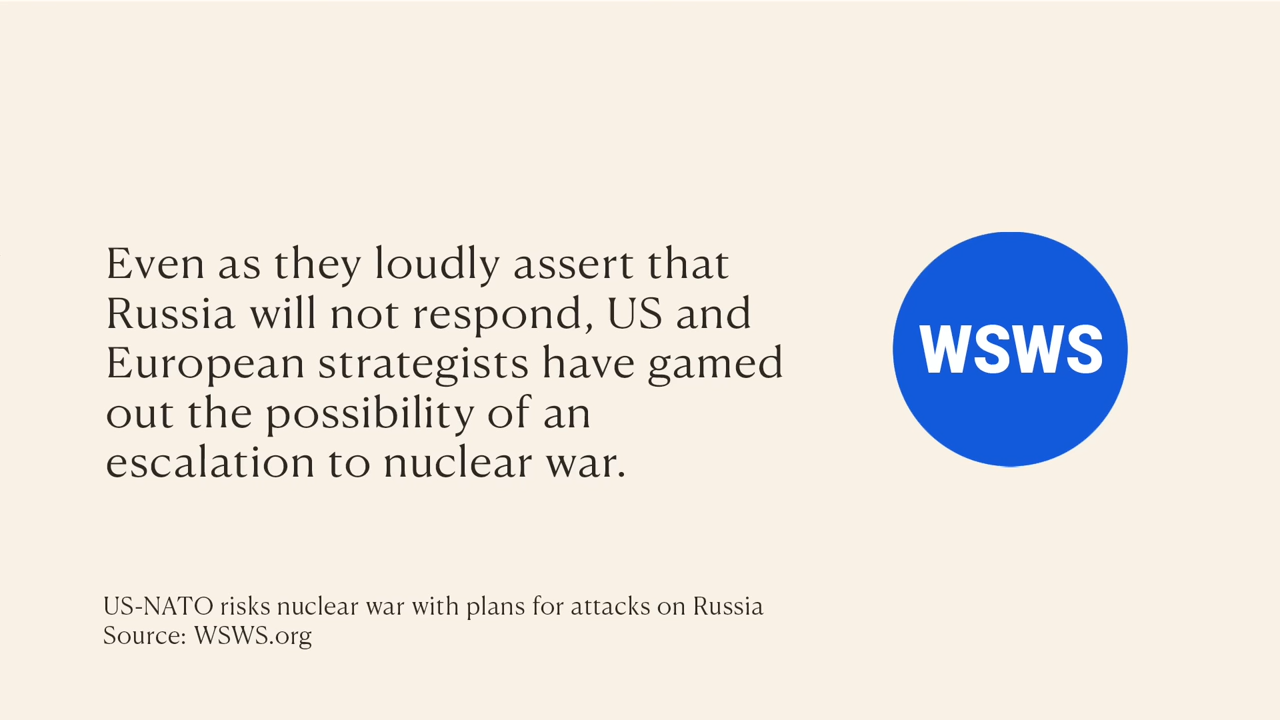 Even as they loudly assert that
Russia will not respond, US and
European strategists have gamed
out the possibility of an
escalation to nuclear war.
WSWS
US-NATO risks nuclear war with plans for attacks on Russia
Source: WSWS.org